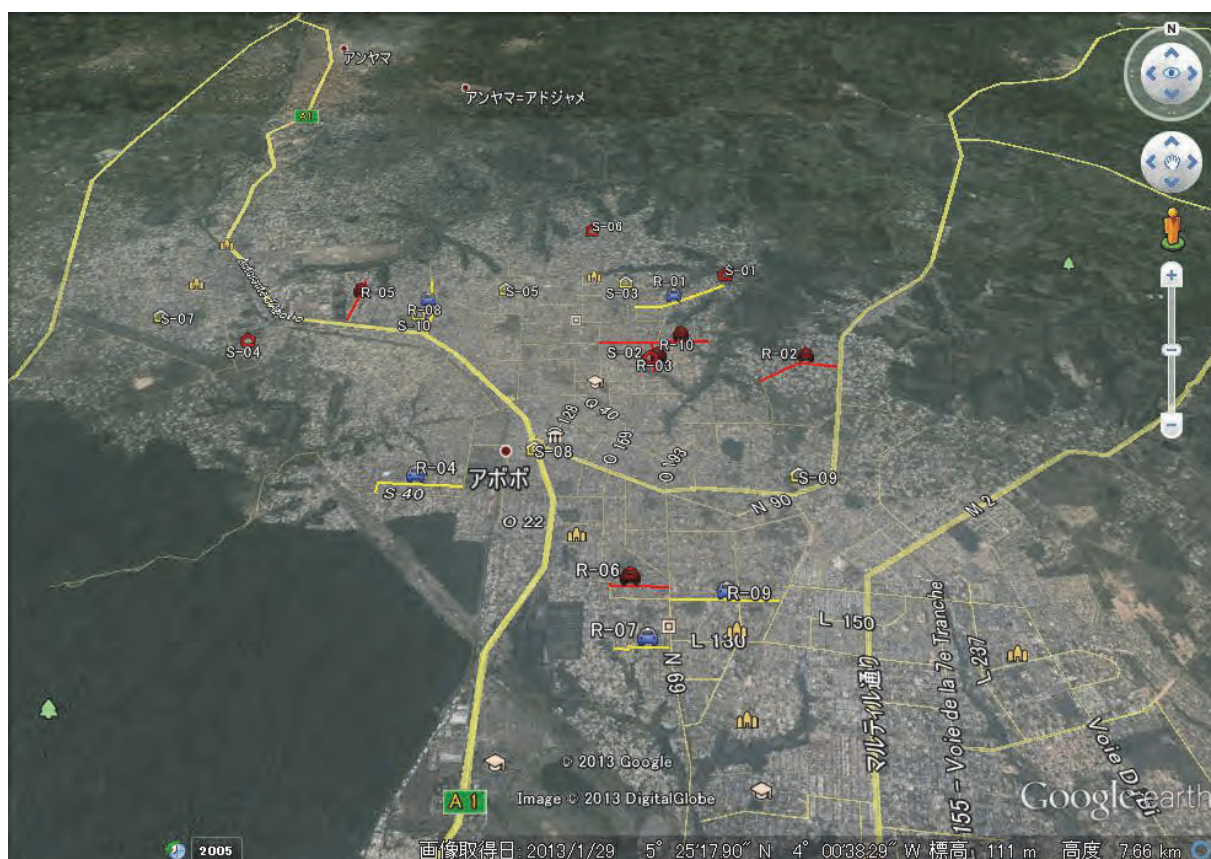 N
アンヤマ
アンヤマ=アドジャメ
A1
S-06
S-01
R-01
S-03
S-05
R-05
R-08
S-10
S-07
S-04
R-10
S-02
R-03
R-02
Q 40
O 128
O 169
O 193
S-08
S-09
アボボ
R-04
S 40
O 22
N 90
M 2
R-06
R-09
R-07
L 130
L 150
N 69
マルティル通り
155 - Voie de la 7e Tranche
L 237
© 2013 Google
Image © 2013 DigitalGlobe
A 1
Google earth
2005
画像取得日: 2013/1/29 5° 25'17.90" N 4° 00'38.29" W 標高 111 m 高度 7.66 km